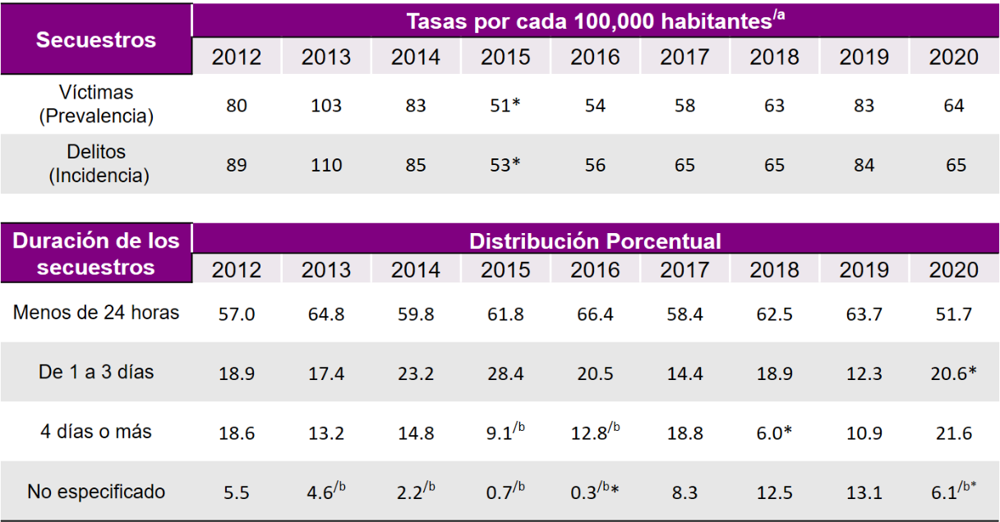 Secuestros Tasas por cada 100,000 habitantes/a
2012 2013 2014 2015 2016 2017 2018 2019 2020
Víctimas
(Prevalencia) 80 103 83 51* 54 58 63 83 64
Delitos
(Incidencia) 89 110 85 53* 56 65 65 84 65
Duración de los
secuestros Distribución Porcentual
2012 2013 2014 2015 2016 2017 2018 2019 2020
Menos de 24 horas 57.0 64.8 59.8 61.8 66.4 58.4 62.5 63.7 51.7
De 1 a 3 días 18.9 17.4 23.2 28.4 20.5 14.4 18.9 12.3 20.6*
4 días o más 18.6 13.2 14.8 9.1/b 12.8/b 18.8 6.0* 10.9 21.6
No especificado 5.5 4.6/b 2.2/b 0.7/b 0.3/b* 8.3 12.5 13.1 6.1/b*